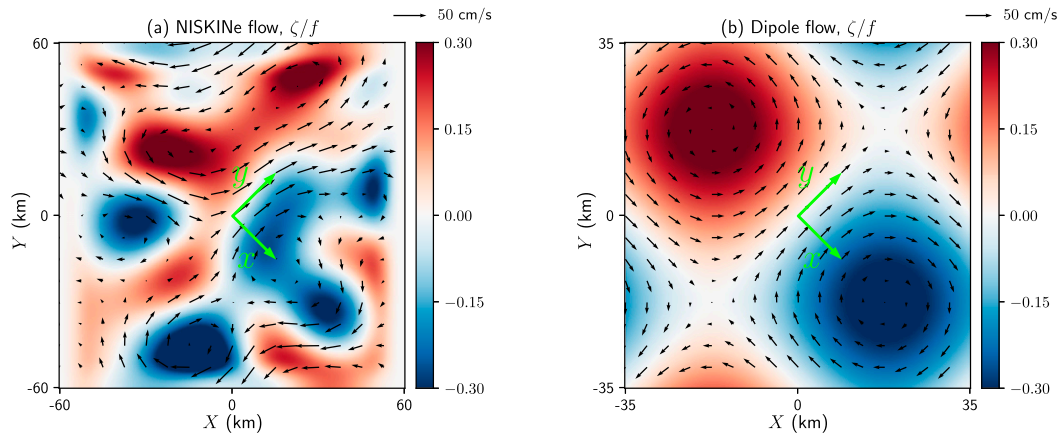 50 cm/s
(a) NISKINe flow, ζ/f
60
0
-60
Y (km)
-60
0
60
X (km)
y
x
0.30
0.15
0.00
−0.15
−0.30
50 cm/s
(b) Dipole flow, ζ/f
35
0
-35
Y (km)
-35
0
35
X (km)
y
x
0.30
0.15
0.00
−0.15
−0.30